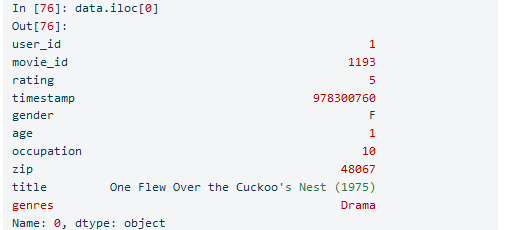 In [76]: data.iloc[0]
Out[76]:
user_id 1
movie_id 1193
rating 5
timestamp 978300760
gender F
age 1
occupation 10
zip 48067
title One Flew Over the Cuckoo's Nest (1975)
genres Drama
Name: 0, dtype: object